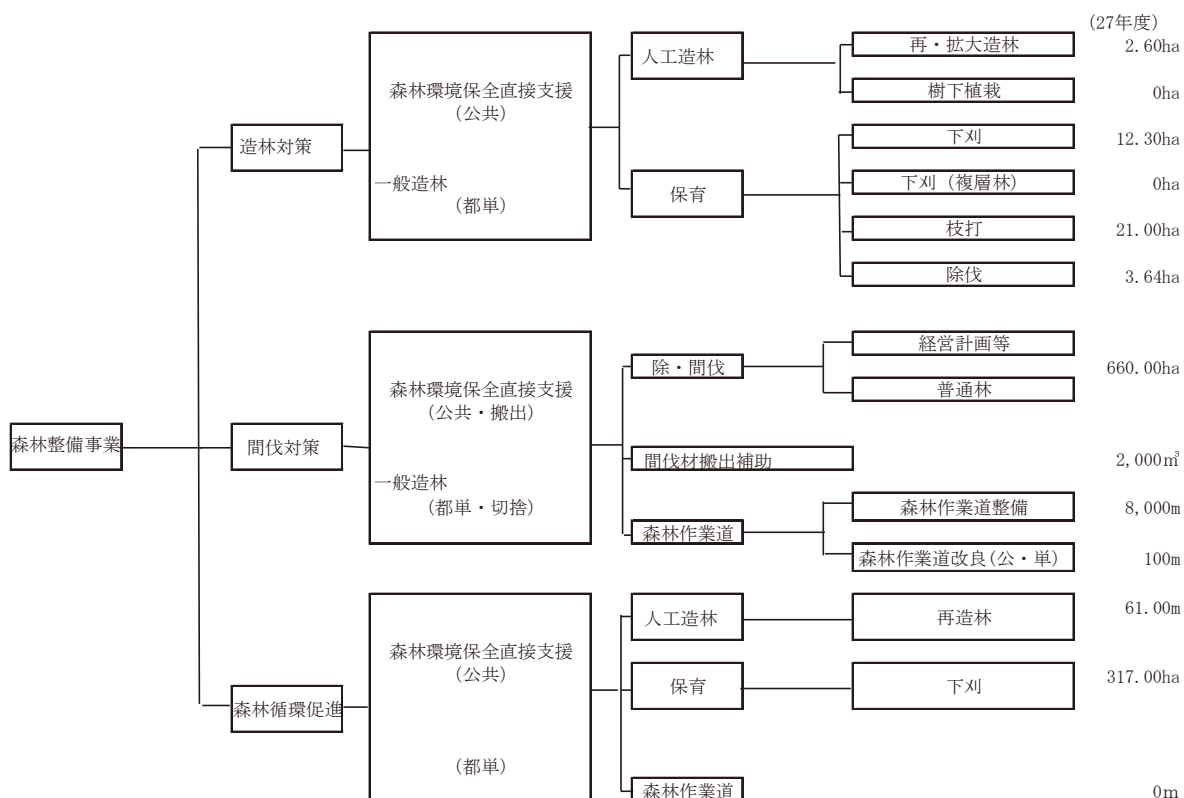 (27年度)
再・拡大造林 2.60ha
人工造林
森林環境保全直接支援
(公共)
樹下植栽 0ha
造林対策
下刈 12.30ha
一般造林
(都単)
保育
下刈(複層林) 0ha
枝打 21.00ha
除伐 3.64ha
経営計画等
除・間伐
660.00ha
森林環境保全直接支援
(公共・搬出)
普通林
森林整備事業
間伐対策
間伐材搬出補助 2,000㎥
一般造林
(都単・切捨)
森林作業道整備 8,000m
森林作業道
森林作業道改良(公・単) 100m
人工造林
再造林 61.00m
森林環境保全直接支援
(公共)
保育
下刈 317.00ha
森林循環促進
(都単)
森林作業道 0m